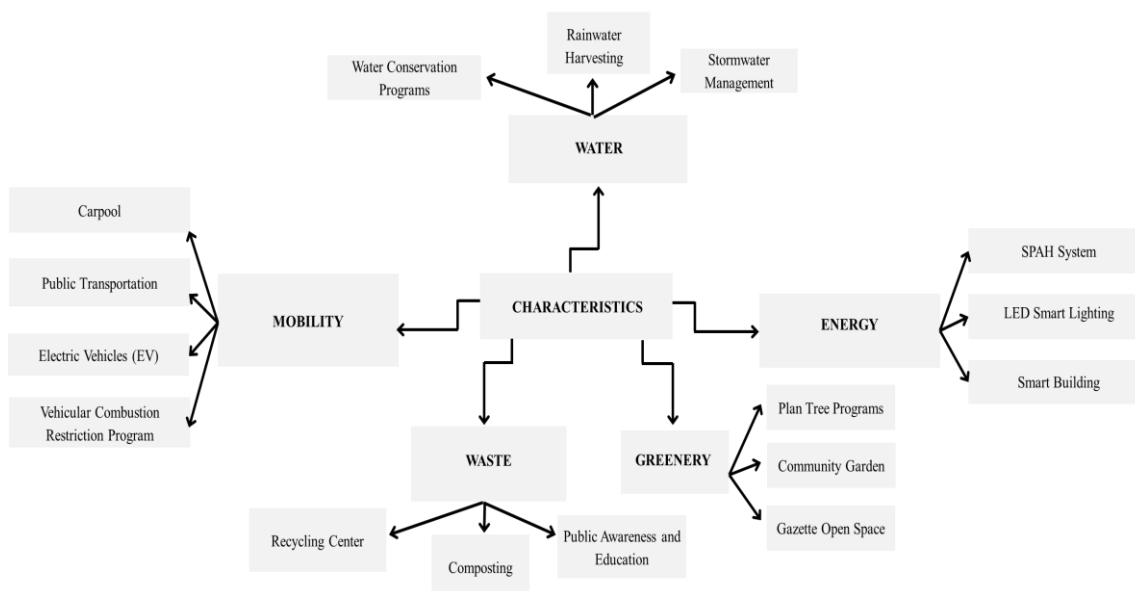 Rainwater
Harvesting
Water Conservation
Programs
Stormwater
Management
WATER
Carpool
Public Transportation
Electric Vehicles (EV)
Vehicular Combustion
Restriction Program
MOBILITY
CHARACTERISTICS
ENERGY
SPAH System
LED Smart Lighting
Smart Building
WASTE
Recycling Center
Composting
Public Awareness and
Education
GREENERY
Plan Tree Programs
Community Garden
Gazette Open Space